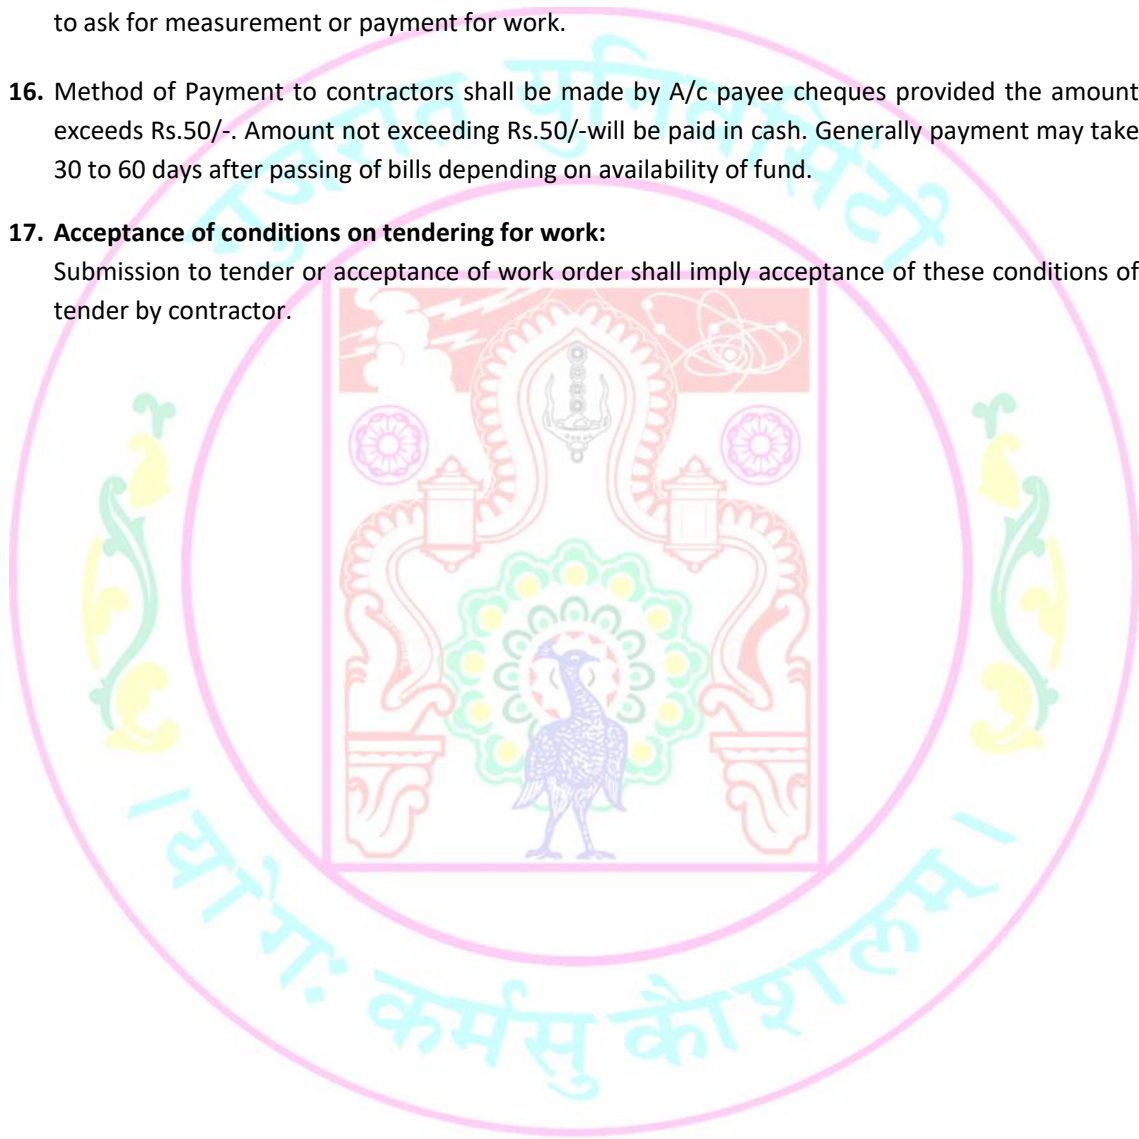 to ask for measurement or payment for work.
16. Method of Payment to contractors shall be made by A/c payee cheques provided the amount
exceeds Rs.50/-. Amount not exceeding Rs.50/-will be paid in cash. Generally payment may take
30 to 60 days after passing of bills depending on availability of fund.
17. Acceptance of conditions on tendering for work:
Submission to tender or acceptance of work order shall imply acceptance of these conditions of
tender by contractor.
गुजरात युनिवर्सिटी
। योगः कर्मसु कौशलम् ।